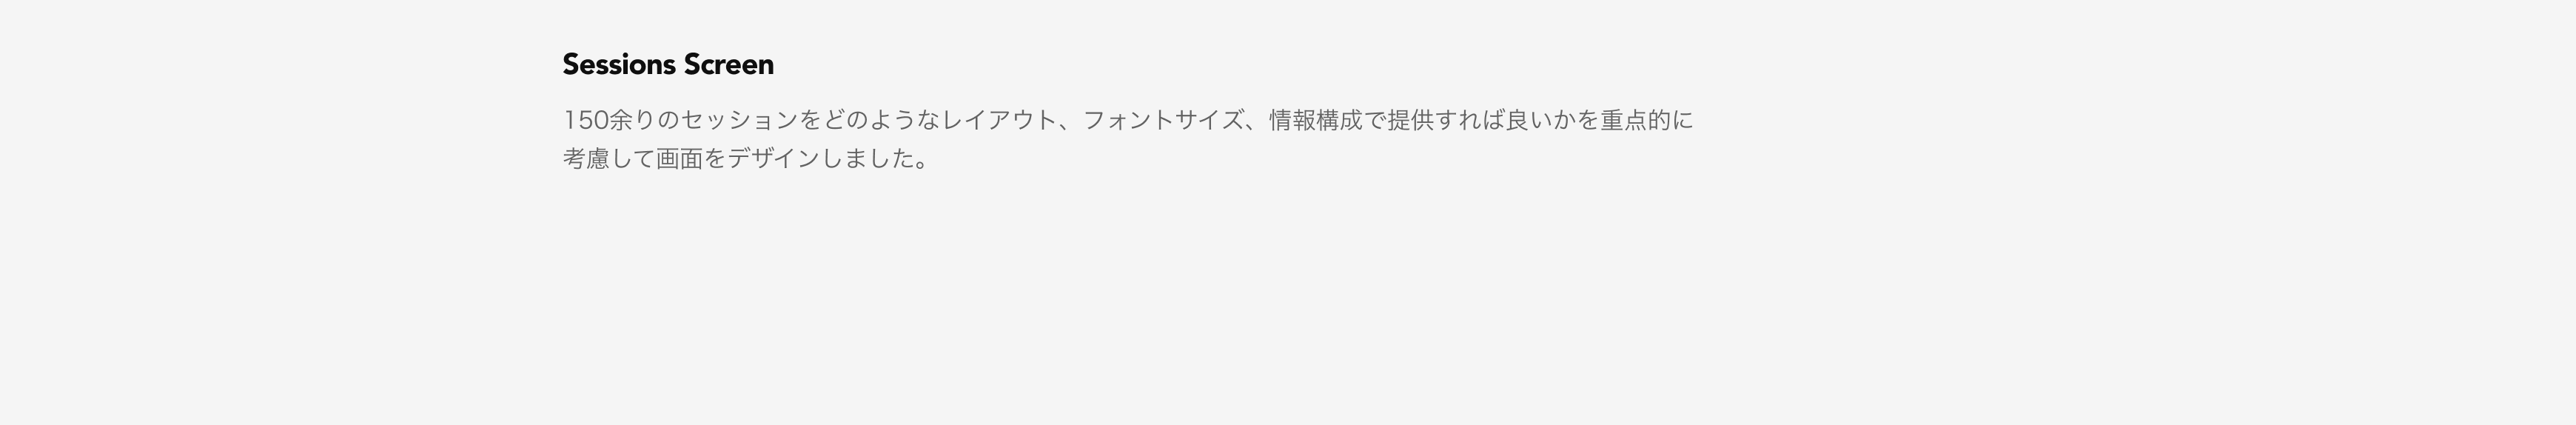 Sessions Screen
150余りのセッションをどのようなレイアウト、フォントサイズ、情報構成で提供すれば良いかを重点的に
考慮して画面をデザインしました。